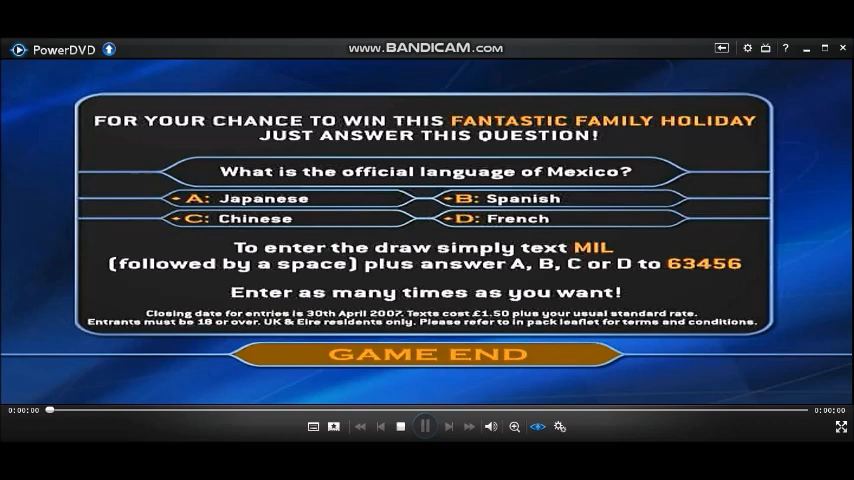 PowerDVD
www.BANDICAM.com
FOR YOUR CHANCE TO WIN THIS FANTASTIC FAMILY HOLIDAY
JUST ANSWER THIS QUESTION!
What is the official language of Mexico?
A: Japanese
B: Spanish
C: Chinese
D: French
To enter the draw simply text MIL
(followed by a space) plus answer A, B, C or D to 63456
Enter as many times as you want!
Closing date for entries is 30th April 2007. Texts cost £1.50 plus your usual standard rate.
Entrants must be 18 or over. UK & Eire residents only. Please refer to in pack leaflet for terms and conditions.
GAME END
0:00:00
0:00:00